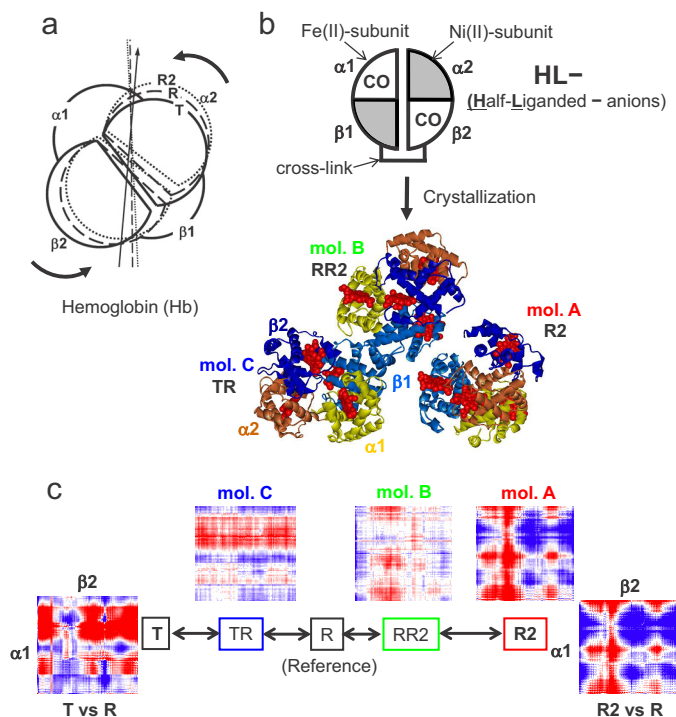 a
R2
R
T
α2
α1
β2
β1
Hemoglobin (Hb)
b
Fe(II)-subunit
Ni(II)-subunit
α1
α2
CO
CO
β1
β2
HL−
(Half-Liganded − anions)
cross-link
Crystallization
mol. B
RR2
mol. A
R2
β2
mol. C
TR
β1
α2
α1
c
mol. C
mol. B
mol. A
β2
β2
α1
T
TR
R
RR2
R2
α1
(Reference)
T vs R
R2 vs R